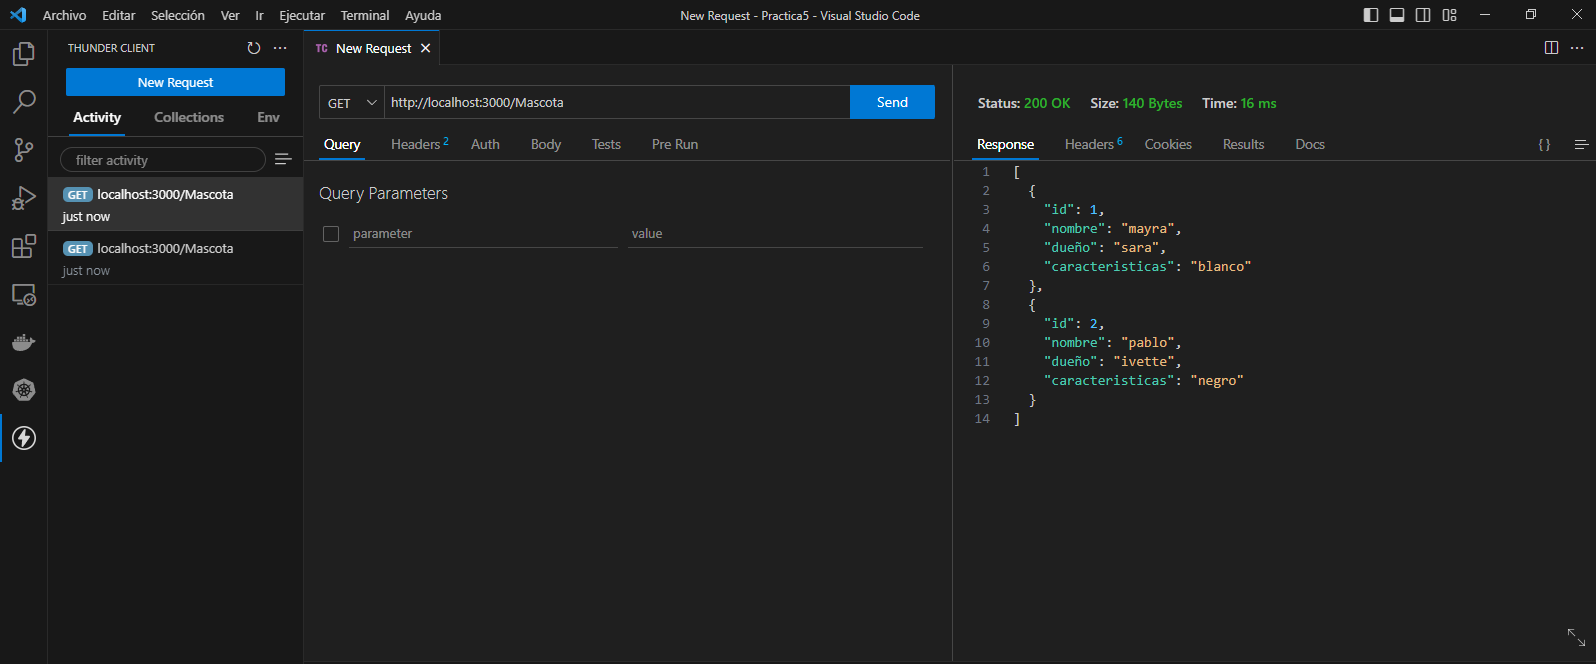 Archivo Editar Selección Ver Ir Ejecutar Terminal Ayuda
New Request - Practica5 - Visual Studio Code
THUNDER CLIENT
New Request
Activity Collections Env
filter activity
GET localhost:3000/Mascota
just now
GET localhost:3000/Mascota
just now
TC New Request
GET http://localhost:3000/Mascota Send
Query Headers 2 Auth Body Tests Pre Run
Query Parameters
parameter value
Status: 200 OK Size: 140 Bytes Time: 16 ms
Response Headers 6 Cookies Results Docs { }
1 [
2 {
3 "id": 1,
4 "nombre": "mayra",
5 "dueño": "sara",
6 "caracteristicas": "blanco"
7 },
8 {
9 "id": 2,
10 "nombre": "pablo",
11 "dueño": "ivette",
12 "caracteristicas": "negro"
13 }
14 ]